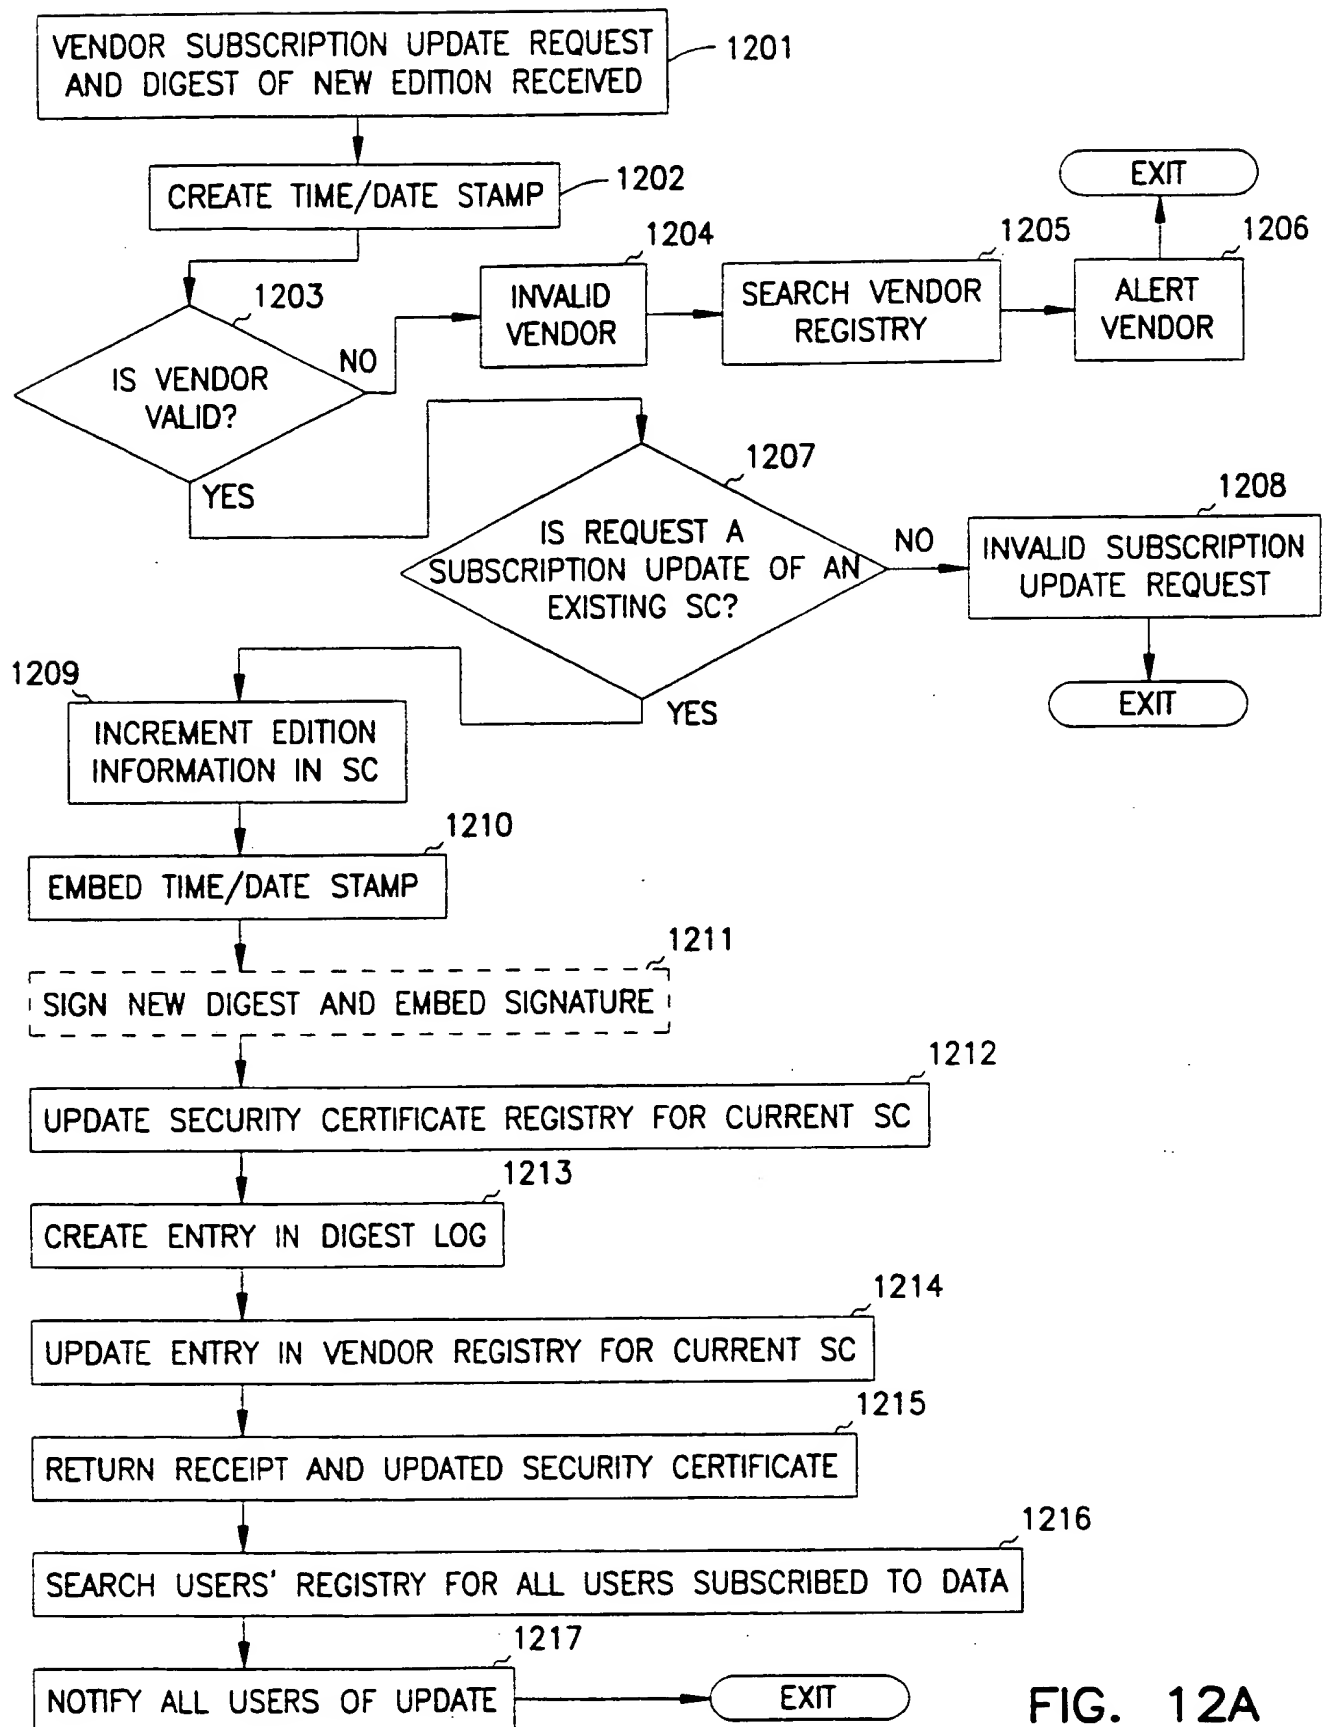 VENDOR SUBSCRIPTION UPDATE REQUEST
AND DIGEST OF NEW EDITION RECEIVED
1201
CREATE TIME/DATE STAMP
1202
EXIT
1203
IS VENDOR
VALID?
NO
YES
1204
INVALID
VENDOR
1205
SEARCH VENDOR
REGISTRY
1206
ALERT
VENDOR
1207
IS REQUEST A
SUBSCRIPTION UPDATE OF AN
EXISTING SC?
NO
YES
1208
INVALID SUBSCRIPTION
UPDATE REQUEST
EXIT
1209
INCREMENT EDITION
INFORMATION IN SC
1210
EMBED TIME/DATE STAMP
1211
SIGN NEW DIGEST AND EMBED SIGNATURE
1212
UPDATE SECURITY CERTIFICATE REGISTRY FOR CURRENT SC
1213
CREATE ENTRY IN DIGEST LOG
1214
UPDATE ENTRY IN VENDOR REGISTRY FOR CURRENT SC
1215
RETURN RECEIPT AND UPDATED SECURITY CERTIFICATE
1216
SEARCH USERS' REGISTRY FOR ALL USERS SUBSCRIBED TO DATA
1217
NOTIFY ALL USERS OF UPDATE
EXIT
FIG. 12A